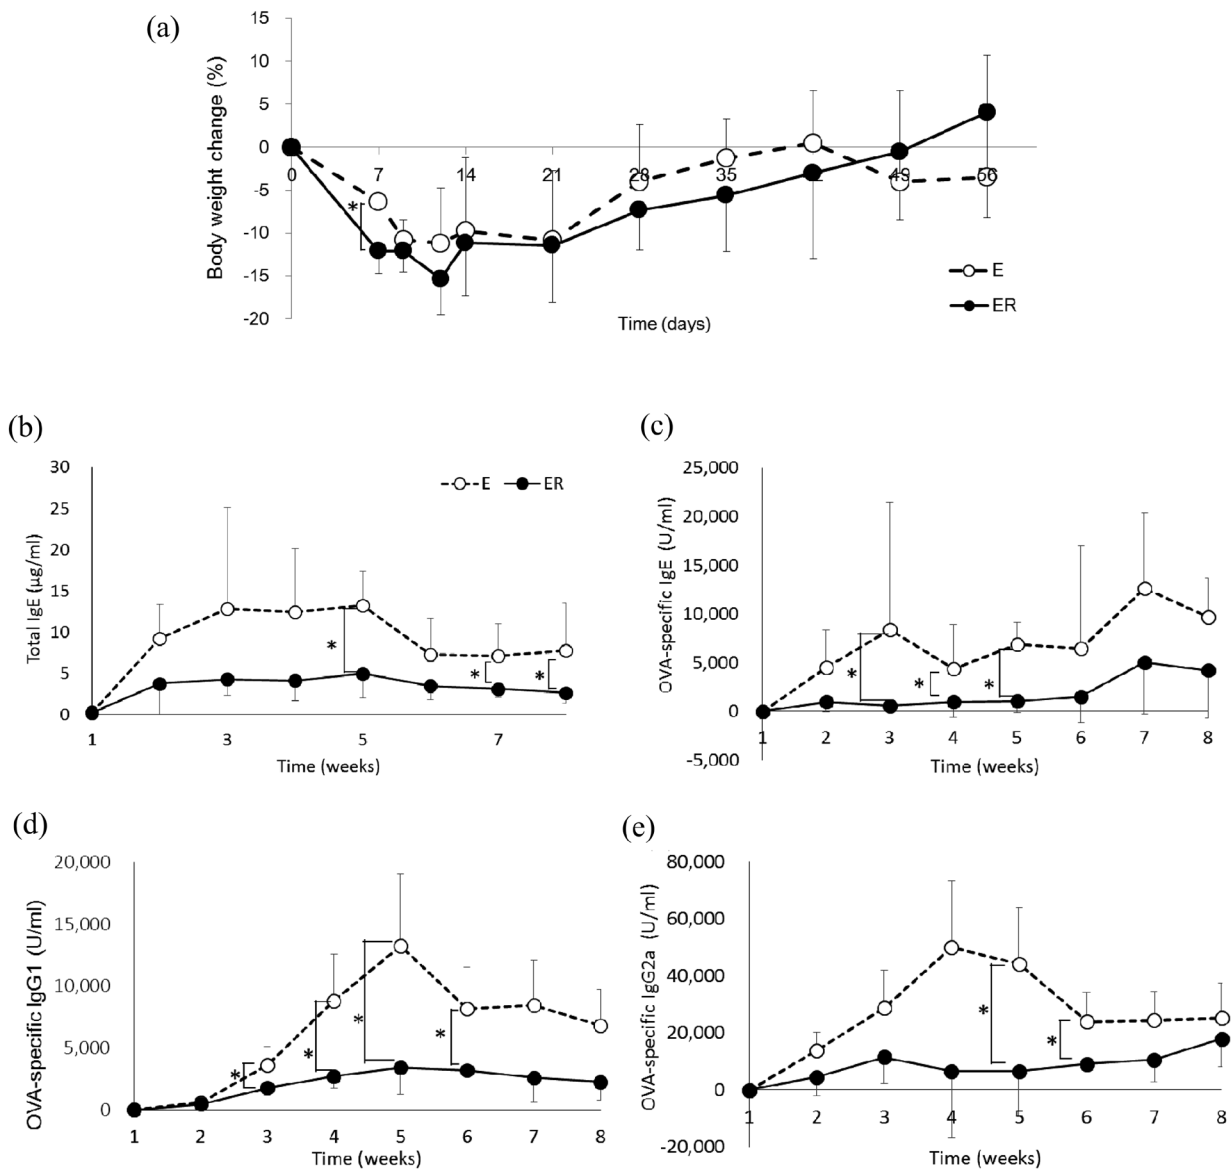 (a)
Body weight change (%)
15
10
5
0
-5
-10
-15
-20
0 7 14 21 28 35 49 56
*
E
ER
Time (days)
(b)
Total IgE (µg/ml)
30
25
20
15
10
5
0
E ER
* * *
1 3 5 7
Time (weeks)
(c)
OVA-specific IgE (U/ml)
25,000
20,000
15,000
10,000
5,000
0
-5,000
* * *
1 2 3 4 5 6 7 8
Time (weeks)
(d)
OVA-specific IgG1 (U/ml)
20,000
15,000
10,000
5,000
0
* * * *
1 2 3 4 5 6 7 8
Time (weeks)
(e)
OVA-specific IgG2a (U/ml)
80,000
60,000
40,000
20,000
0
-20,000
* *
1 2 3 4 5 6 7 8
Time (weeks)